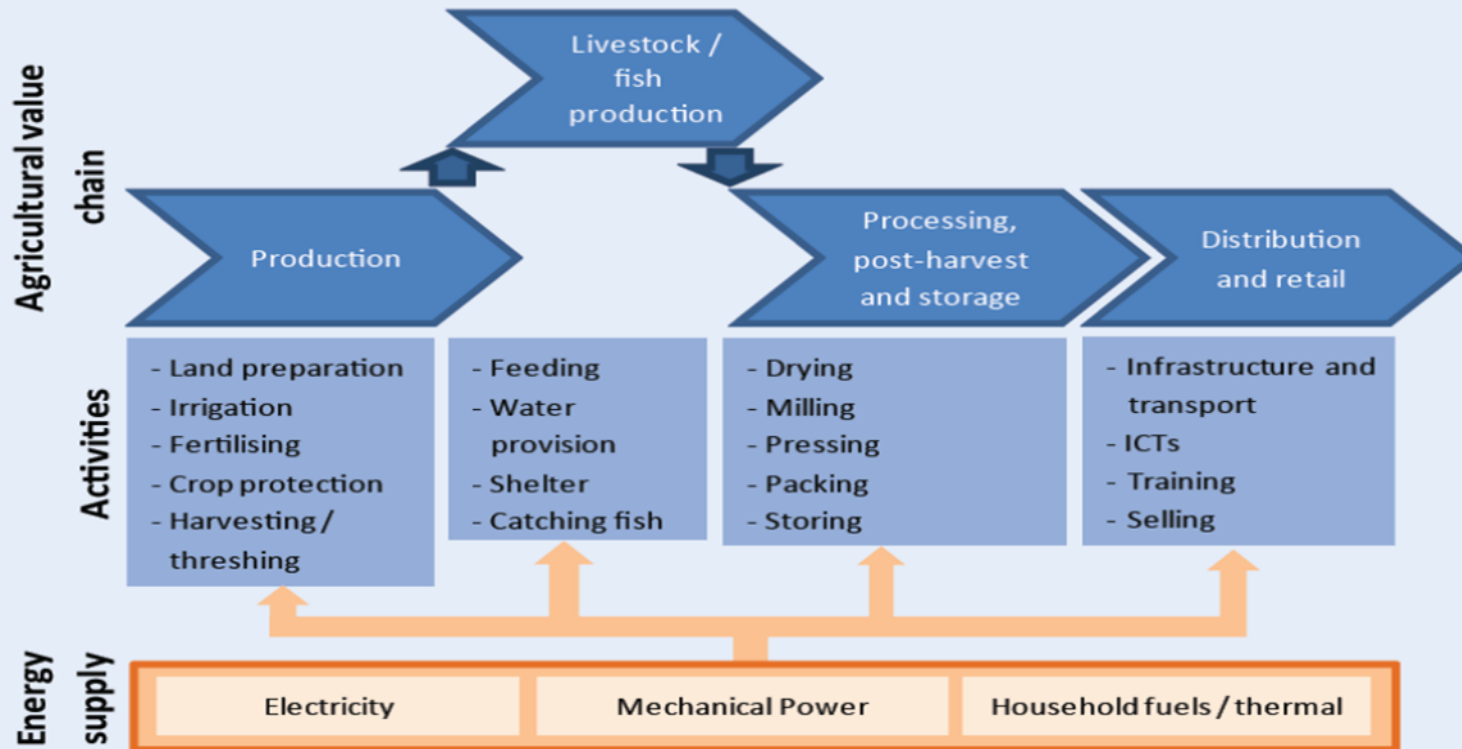 Agricultural value
chain
Livestock /
fish
production
Production
Processing,
post-harvest
and storage
Distribution
and retail
Activities
- Land preparation
- Irrigation
- Fertilising
- Crop protection
- Harvesting /
threshing
- Feeding
- Water
provision
- Shelter
- Catching fish
- Drying
- Milling
- Pressing
- Packing
- Storing
- Infrastructure and
transport
- ICTs
- Training
- Selling
Energy
supply
Electricity
Mechanical Power
Household fuels / thermal